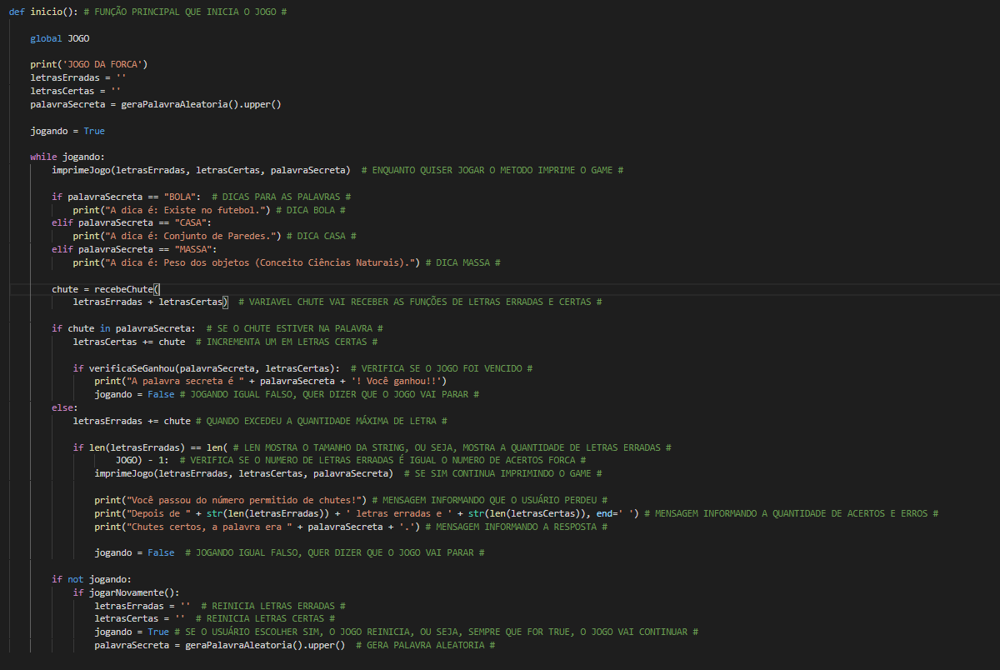 def inicio(): # FUNÇÃO PRINCIPAL QUE INICIA O JOGO #
global JOGO
print('JOGO DA FORCA')
letrasErradas = ''
letrasCertas = ''
palavraSecreta = geraPalavraAleatoria().upper()
jogando = True
while jogando:
imprimeJogo(letrasErradas, letrasCertas, palavraSecreta)  # ENQUANTO QUISER JOGAR O METODO IMPRIME O GAME #
if palavraSecreta == "BOLA":  # DICAS PARA AS PALAVRAS #
print("A dica é: Existe no futebol.") # DICA BOLA #
elif palavraSecreta == "CASA":
print("A dica é: Conjunto de Paredes.") # DICA CASA #
elif palavraSecreta == "MASSA":
print("A dica é: Peso dos objetos (Conceito Ciências Naturais).") # DICA MASSA #
chute = recebeChute(
letrasErradas + letrasCertas)  # VARIAVEL CHUTE VAI RECEBER AS FUNÇÕES DE LETRAS ERRADAS E CERTAS #
if chute in palavraSecreta:  # SE O CHUTE ESTIVER NA PALAVRA #
letrasCertas += chute  # INCREMENTA UM EM LETRAS CERTAS #
if verificaSeGanhou(palavraSecreta, letrasCertas):  # VERIFICA SE O JOGO FOI VENCIDO #
print("A palavra secreta é " + palavraSecreta + '! Você ganhou!!')
jogando = False # JOGANDO IGUAL FALSO, QUER DIZER QUE O JOGO VAI PARAR #
else:
letrasErradas += chute # QUANDO EXCEDEU A QUANTIDADE MÁXIMA DE LETRA #
if len(letrasErradas) == len( # LEN MOSTRA O TAMANHO DA STRING, OU SEJA, MOSTRA A QUANTIDADE DE LETRAS ERRADAS #
JOGO) - 1:  # VERIFICA SE O NUMERO DE LETRAS ERRADAS É IGUAL O NUMERO DE ACERTOS FORCA #
imprimeJogo(letrasErradas, letrasCertas, palavraSecreta)  # SE SIM CONTINUA IMPRIMINDO O GAME #
print("Você passou do número permitido de chutes!") # MENSAGEM INFORMANDO QUE O USUÁRIO PERDEU #
print("Depois de " + str(len(letrasErradas)) + ' letras erradas e ' + str(len(letrasCertas)), end=' ') # MENSAGEM INFORMANDO A QUANTIDADE DE ACERTOS E ERROS #
print("Chutes certos, a palavra era " + palavraSecreta + '.') # MENSAGEM INFORMANDO A RESPOSTA #
jogando = False  # JOGANDO IGUAL FALSO, QUER DIZER QUE O JOGO VAI PARAR #
if not jogando:
if jogarNovamente():
letrasErradas = ''  # REINICIA LETRAS ERRADAS #
letrasCertas = ''  # REINICIA LETRAS CERTAS #
jogando = True # SE O USUÁRIO ESCOLHER SIM, O JOGO REINICIA, OU SEJA, SEMPRE QUE FOR TRUE, O JOGO VAI CONTINUAR #
palavraSecreta = geraPalavraAleatoria().upper()  # GERA PALAVRA ALEATORIA #